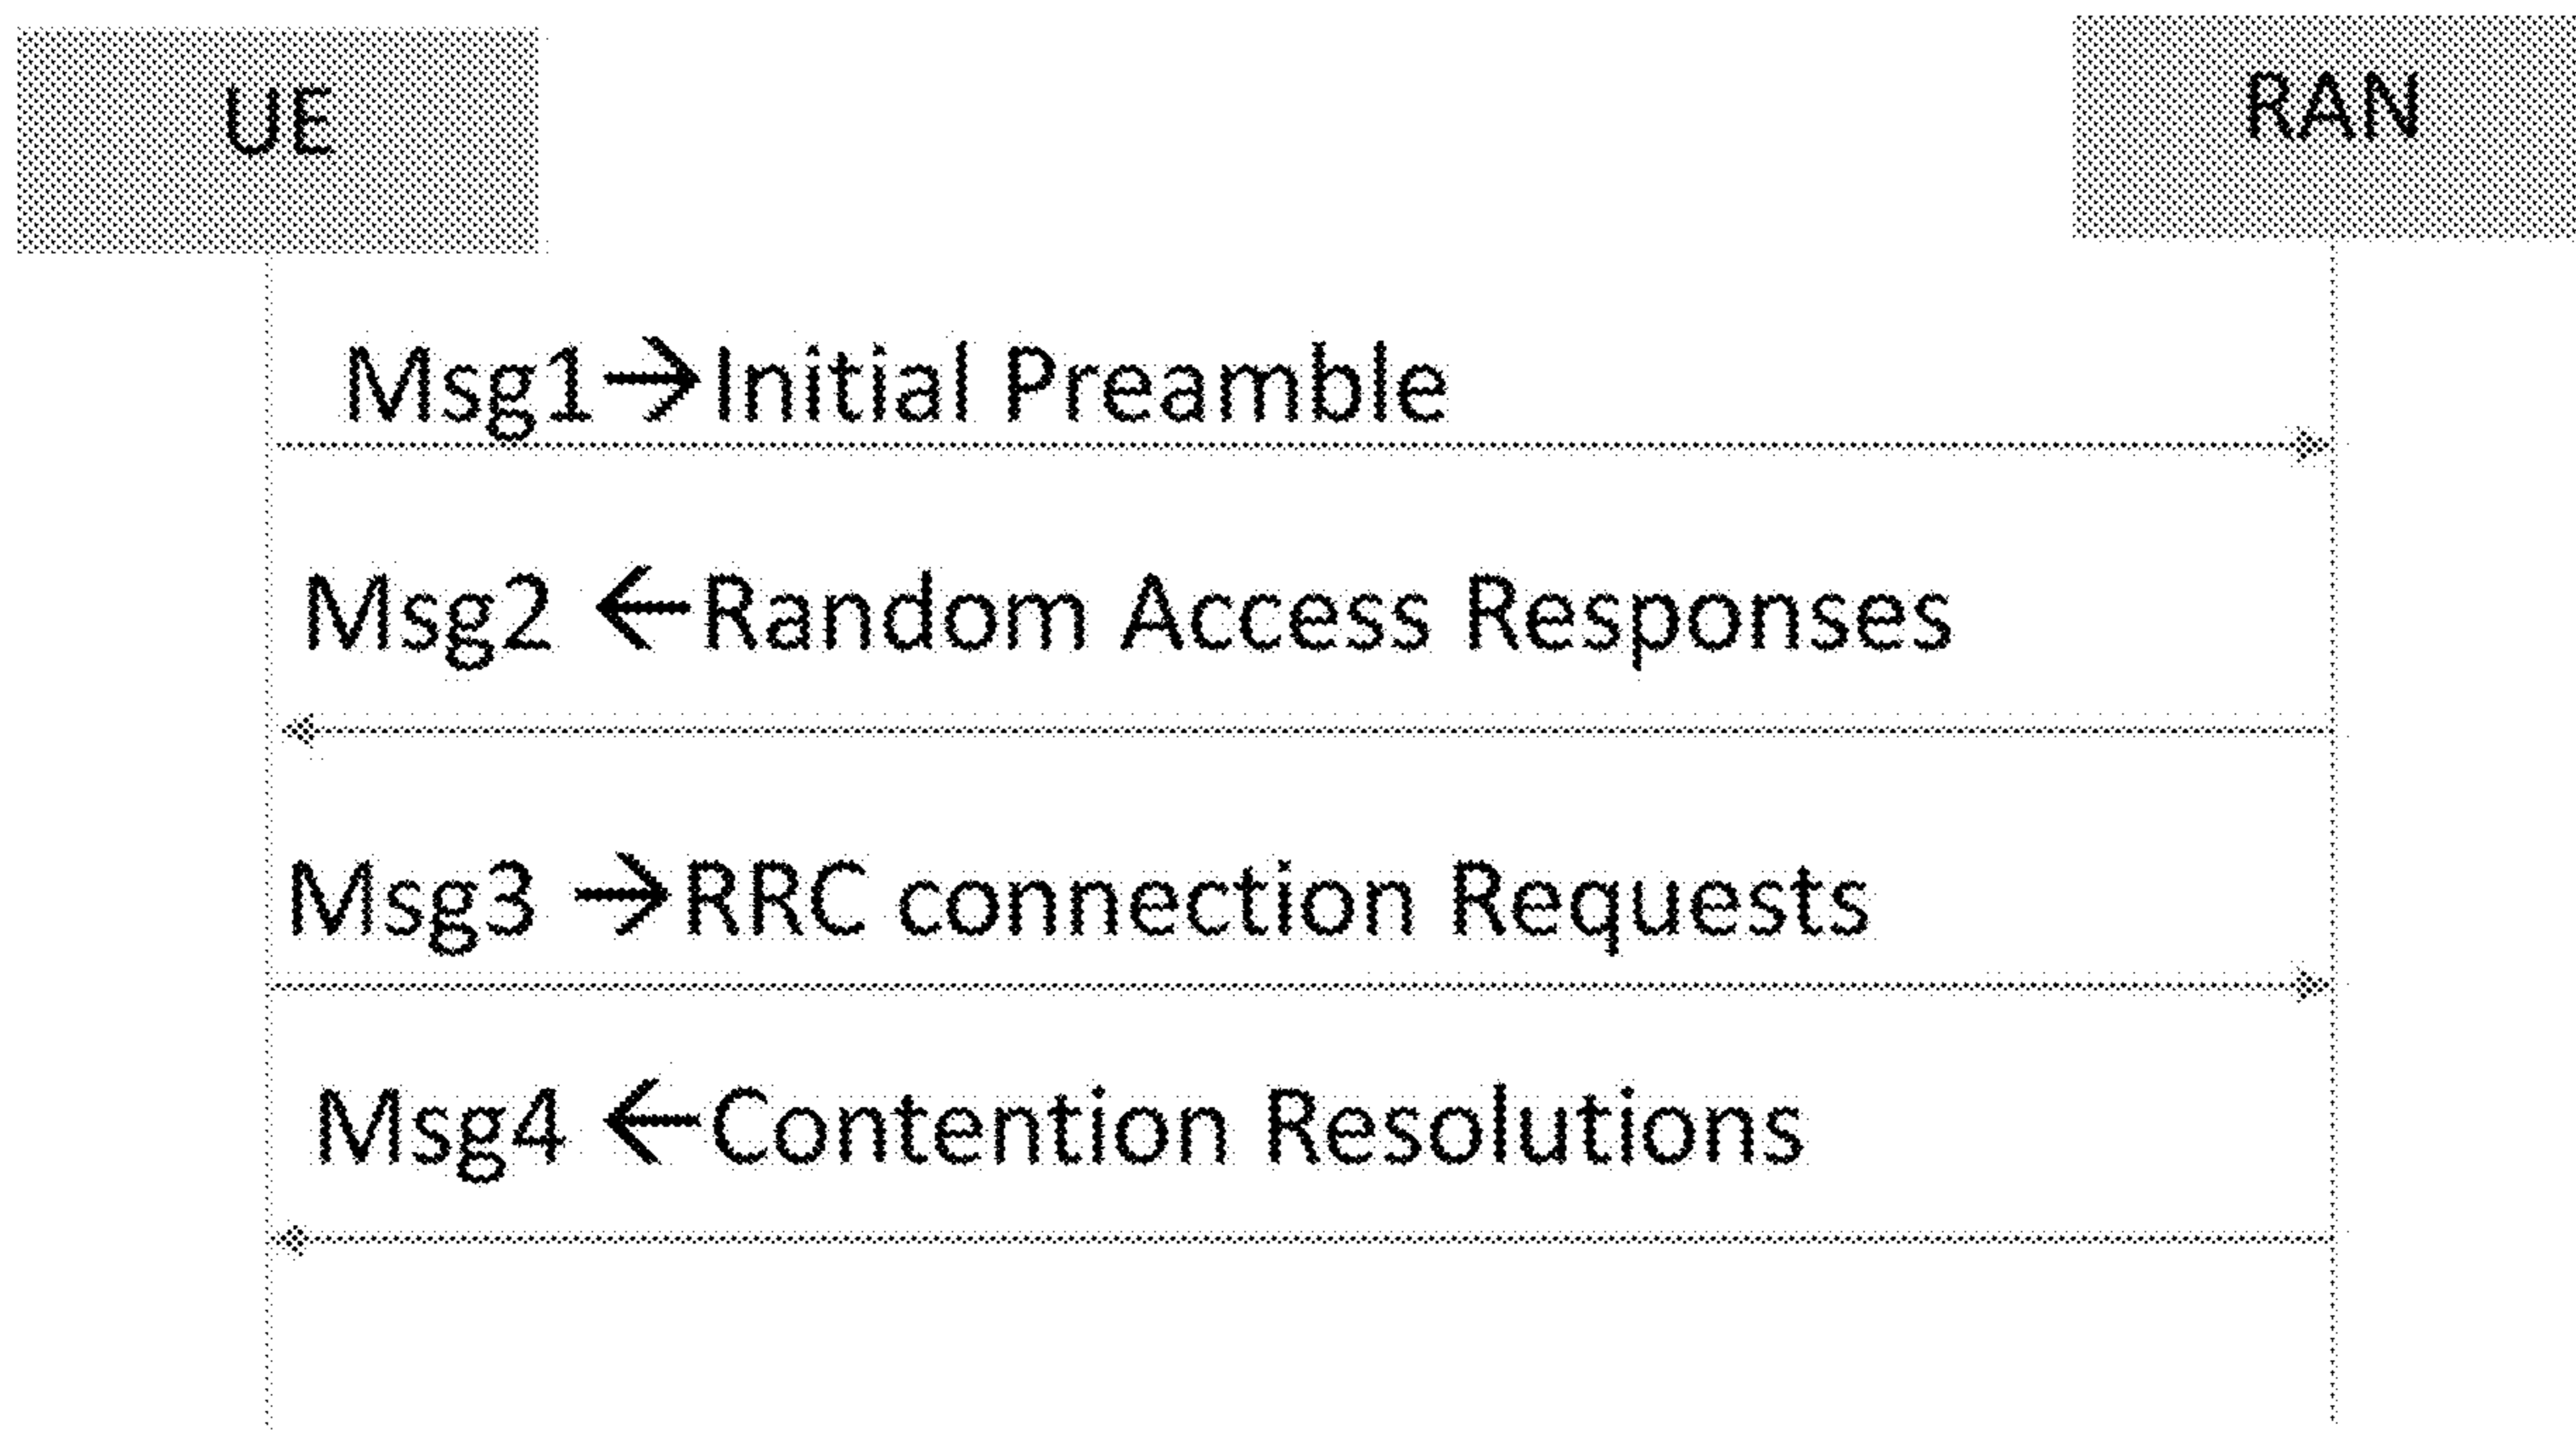 UE
RAN
Msg1→Initial Preamble
Msg2 ←Random Access Responses
Msg3 →RRC connection Requests
Msg4 ←Contention Resolutions